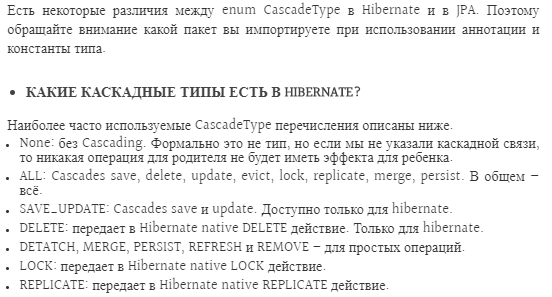 Есть некоторые различия между enum CascadeType в Hibernate и в JPA. Поэтому
обращайте внимание какой пакет вы импортируете при использовании аннотации и
константы типа.
• КАКИЕ КАСКАДНЫЕ ТИПЫ ЕСТЬ В HIBERNATE?
Наиболее часто используемые CascadeType перечисления описаны ниже.
• None: без Cascading. Формально это не тип, но если мы не указали каскадной связи,
то никакая операция для родителя не будет иметь эффекта для ребенка.
• ALL: Cascades save, delete, update, evict, lock, replicate, merge, persist. В общем –
всё.
• SAVE_UPDATE: Cascades save и update. Доступно только для hibernate.
• DELETE: передает в Hibernate native DELETE действие. Только для hibernate.
• DETATCH, MERGE, PERSIST, REFRESH и REMOVE – для простых операций.
• LOCK: передает в Hibernate native LOCK действие.
• REPLICATE: передает в Hibernate native REPLICATE действие.